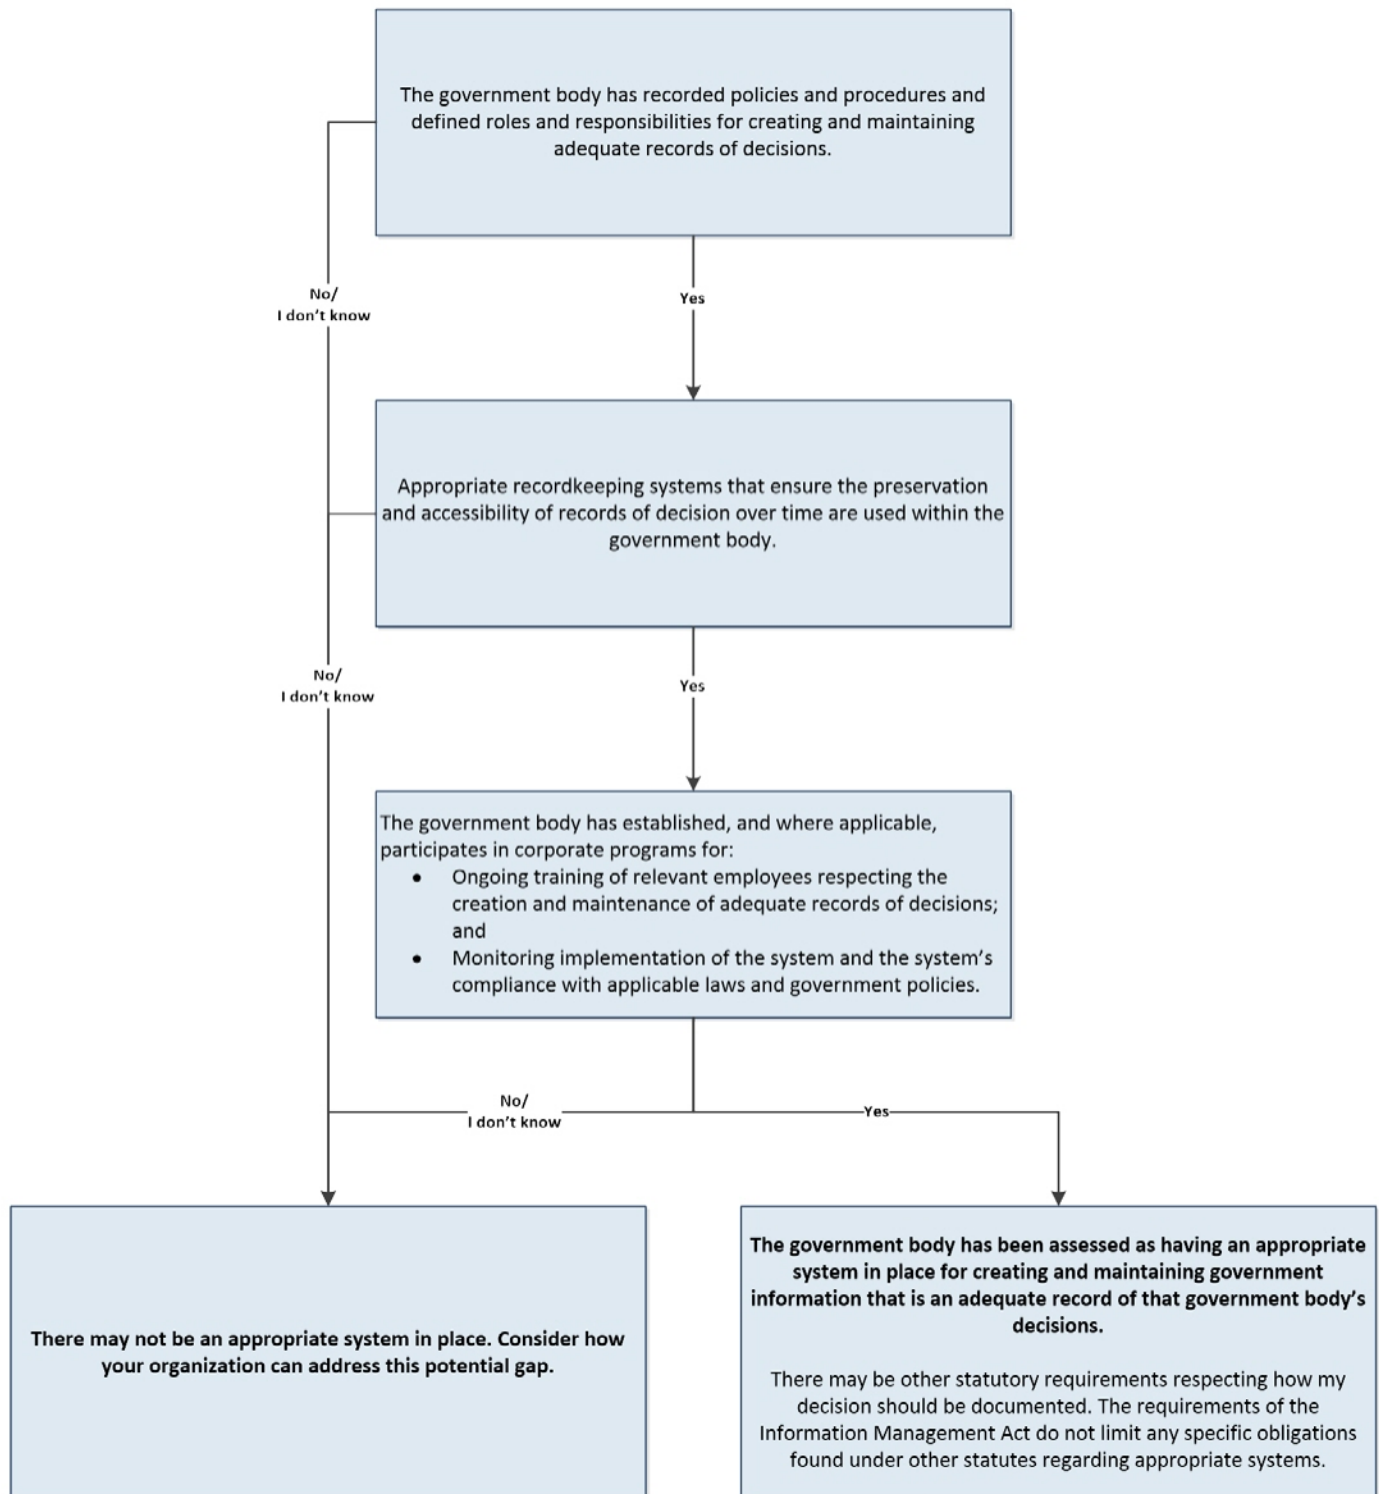 The government body has recorded policies and procedures and
defined roles and responsibilities for creating and maintaining
adequate records of decisions.
No/
I don't know
Yes
Appropriate recordkeeping systems that ensure the preservation
and accessibility of records of decision over time are used within the
government body.
No/
I don't know
Yes
The government body has established, and where applicable,
participates in corporate programs for:
• Ongoing training of relevant employees respecting the
creation and maintenance of adequate records of decisions;
and
• Monitoring implementation of the system and the system's
compliance with applicable laws and government policies.
No/
I don't know
Yes
There may not be an appropriate system in place. Consider how
your organization can address this potential gap.
The government body has been assessed as having an appropriate
system in place for creating and maintaining government
information that is an adequate record of that government body's
decisions.
There may be other statutory requirements respecting how my
decision should be documented. The requirements of the
Information Management Act do not limit any specific obligations
found under other statutes regarding appropriate systems.